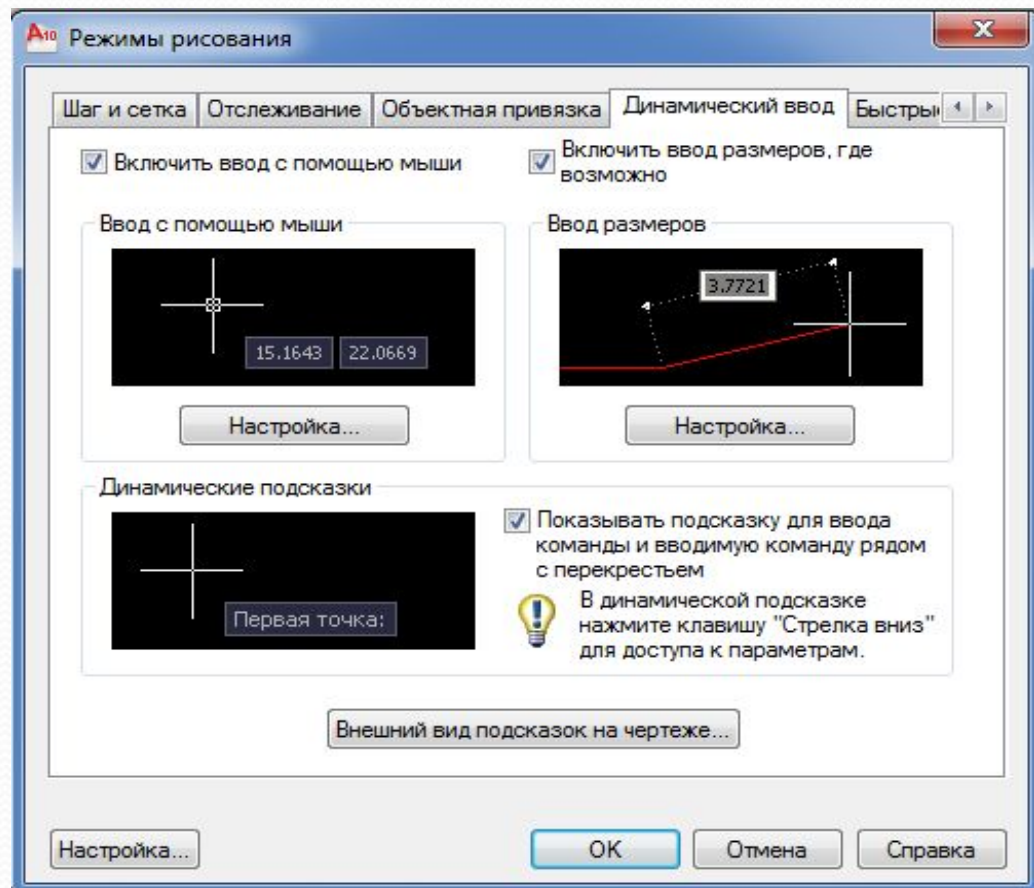 A10 Режимы рисования
Шаг и сетка Отслеживание Объектная привязка Динамический ввод Быстры
Включить ввод с помощью мыши
Включить ввод размеров, где
возможно
Ввод с помощью мыши
15.1643 22.0669
Настройка...
Ввод размеров
3.7721
Настройка...
Динамические подсказки
Первая точка:
Показывать подсказку для ввода
команды и вводимую команду рядом
с перекрестьем
В динамической подсказке
нажмите клавишу "Стрелка вниз"
для доступа к параметрам.
Внешний вид подсказок на чертеже...
Настройка... OK Отмена Справка